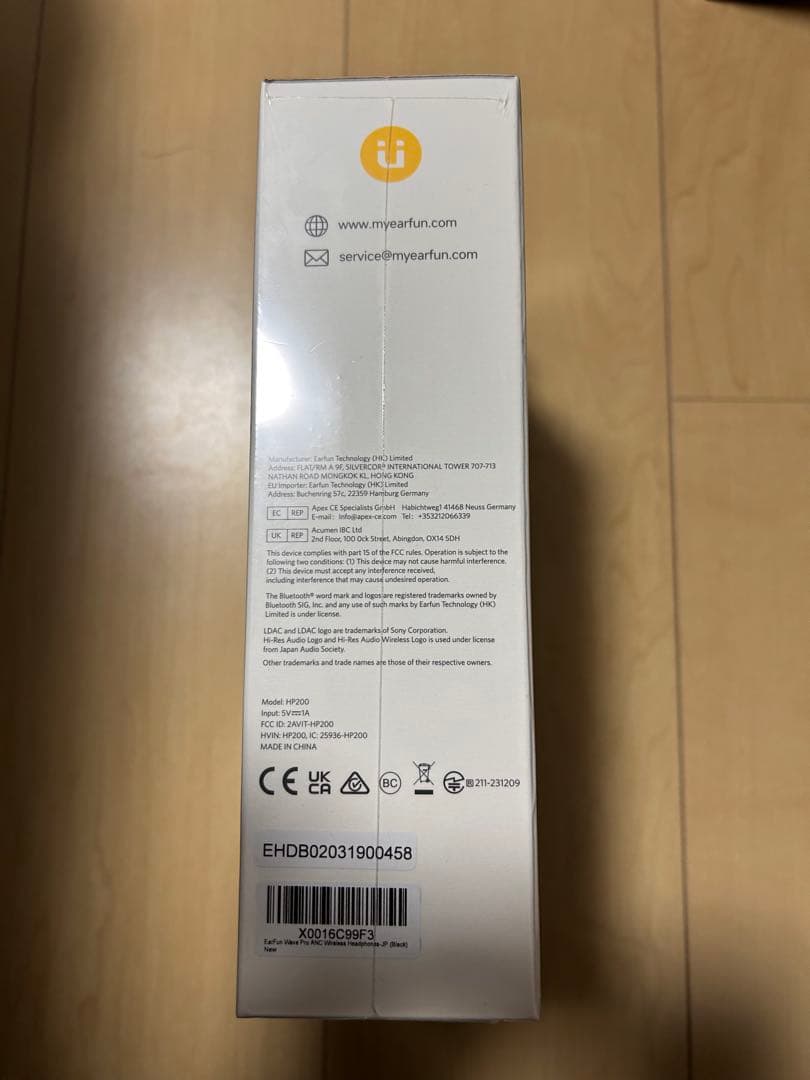 www.myearfun.com
service@myearfun.com
Manufacturer: Earfun Technology (HK) Limited
Address: FLAT/RM A 9F, SILVERCORP INTERNATIONAL TOWER 707-713
NATHAN ROAD MONGKOK KL, HONG KONG
EU Importer: Earfun Technology (HK) Limited
Address: Buchenring 57c, 22359 Hamburg Germany
EC REP Apex CE Specialists GmbH Habichtweg1 41468 Neuss Germany
E-mail: Info@apex-ce.com Tel: +353212066339
UK REP Acumen IBC Ltd
2nd Floor, 100 Ock Street, Abingdon, OX14 5DH
This device complies with part 15 of the FCC rules. Operation is subject to the
following two conditions: (1) This device may not cause harmful interference.
(2) This device must accept any interference received,
including interference that may cause undesired operation.
The Bluetooth® word mark and logos are registered trademarks owned by
Bluetooth SIG, Inc. and any use of such marks by Earfun Technology (HK)
Limited is under license.
LDAC and LDAC logo are trademarks of Sony Corporation.
Hi-Res Audio Logo and Hi-Res Audio Wireless Logo is used under license
from Japan Audio Society.
Other trademarks and trade names are those of their respective owners.
Model: HP200
Input: 5V⎓1A
FCC ID: 2AVIT-HP200
HVIN: HP200, IC: 25936-HP200
MADE IN CHINA
CE UK CA BC R 211-231209
EHDB02031900458
X0016C99F3
EarFun Wave Pro ANC Wireless Headphones-JP (Black)
New